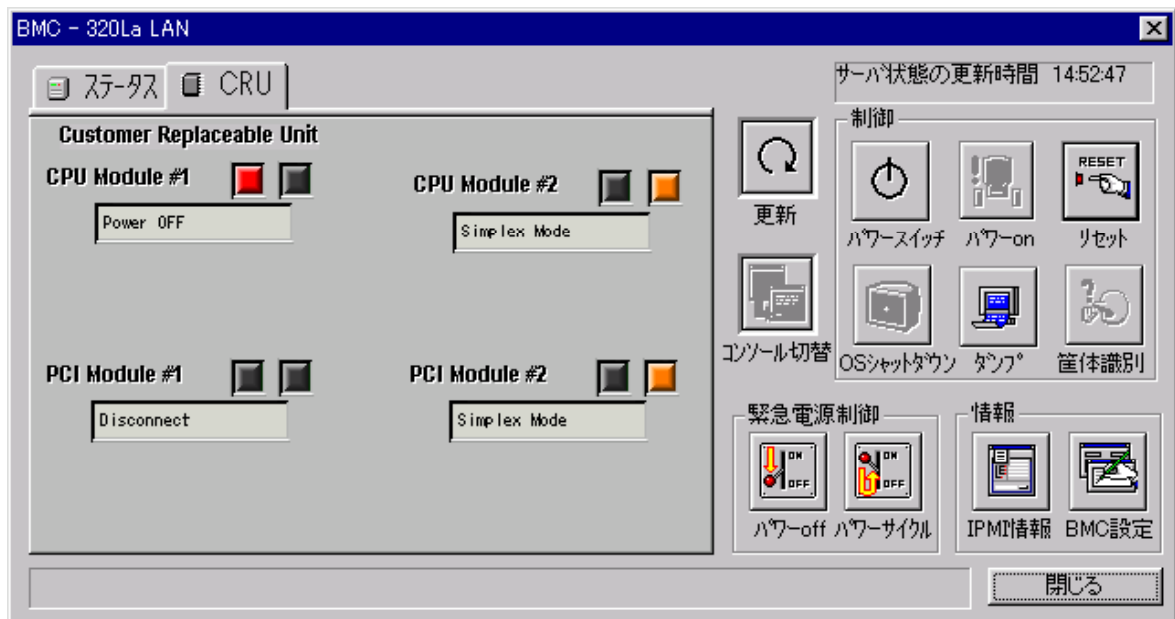 BMC - 320La LAN
ステータス
CRU
サーバ状態の更新時間 14:52:47
Customer Replaceable Unit
CPU Module #1
Power OFF
CPU Module #2
Simplex Mode
PCI Module #1
Disconnect
PCI Module #2
Simplex Mode
更新
コンソール切替
制御
パワースイッチ
パワーon
RESET
リセット
OSシャットダウン
ダンプ
筐体識別
緊急電源制御
ON
OFF
パワーoff
ON
OFF
パワーサイクル
情報
IPMI情報
BMC設定
閉じる